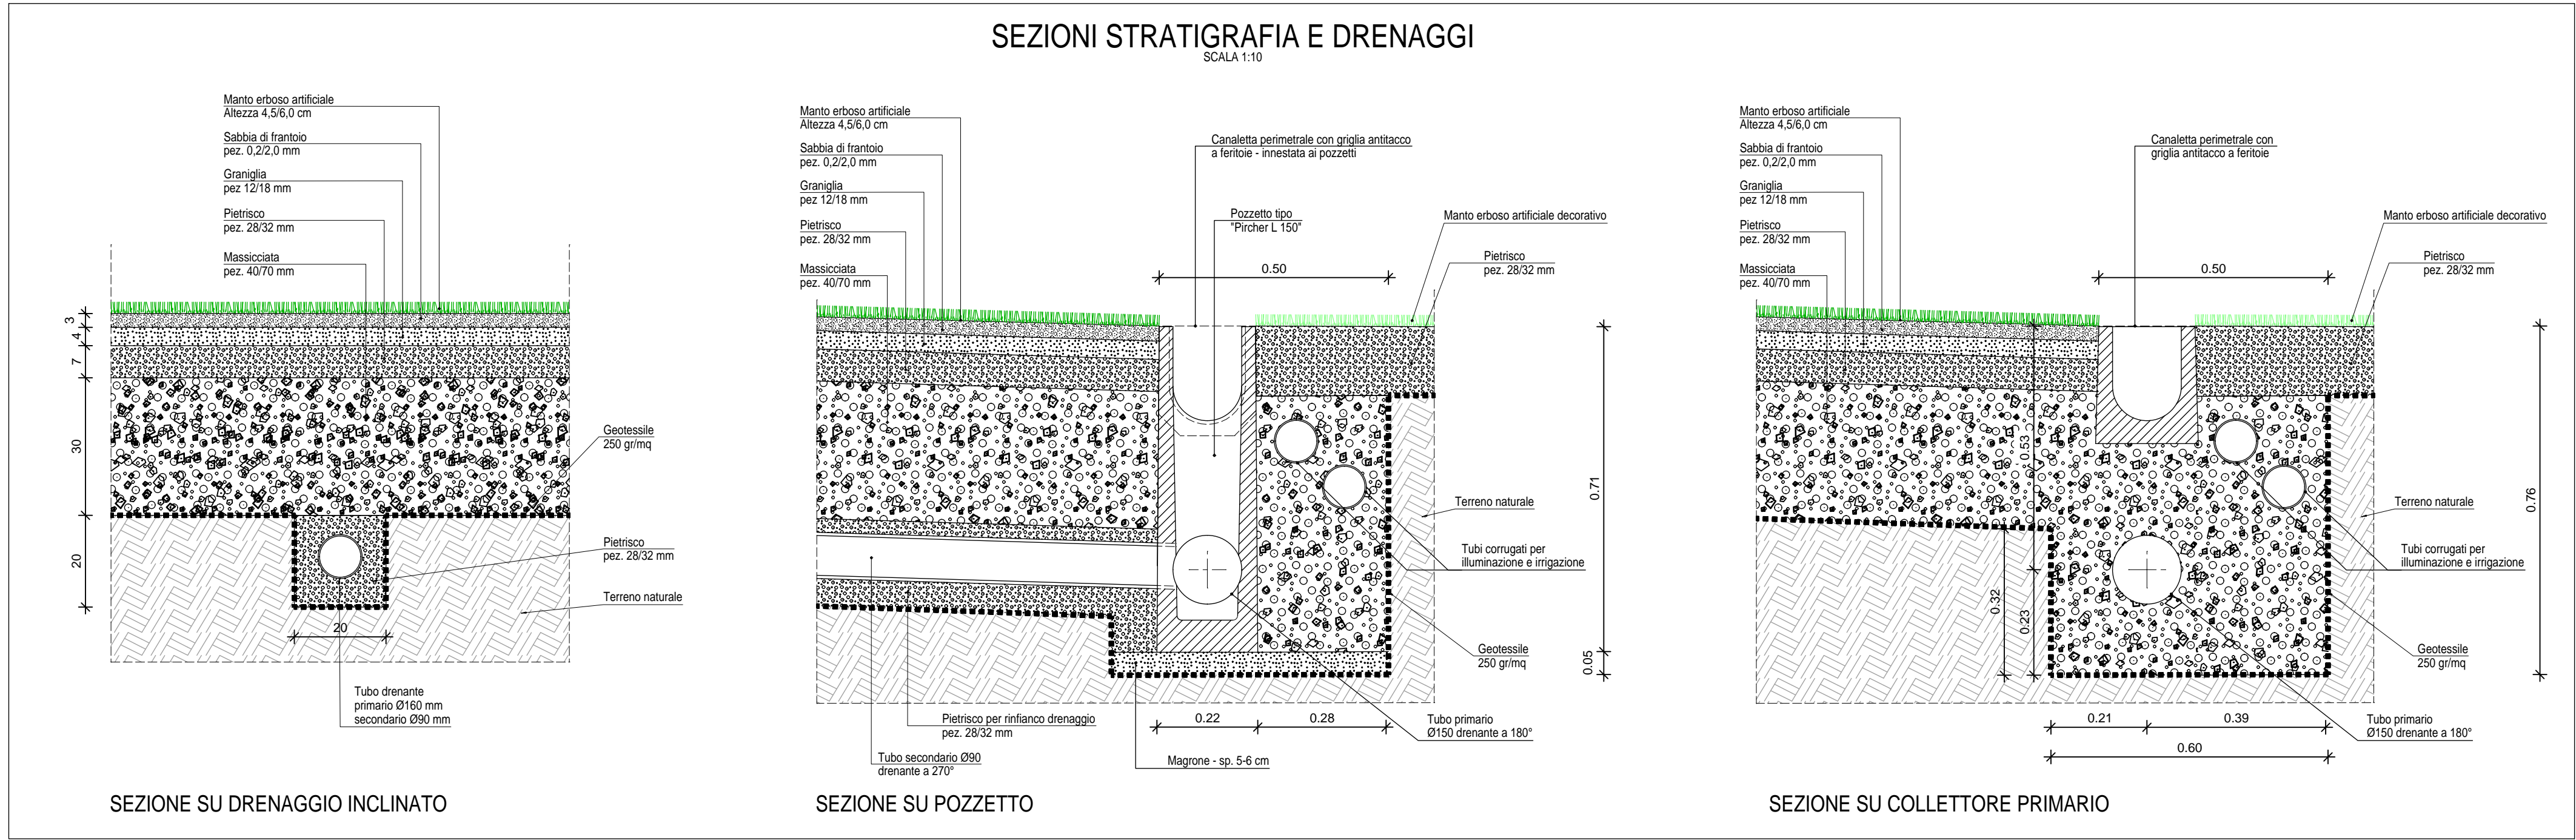 SEZIONI STRATIGRAFIA E DRENAGGI
SCALA 1:10
Manto erboso artificiale
Altezza 4,5/6,0 cm
Sabbia di frantoio
pez. 0,2/2,0 mm
Graniglia
pez 12/18 mm
Pietrisco
pez. 28/32 mm
Massicciata
pez. 40/70 mm
3
4
7
30
20
20
Geotessile
250 gr/mq
Pietrisco
pez. 28/32 mm
Terreno naturale
Tubo drenante
primario Ø160 mm
secondario Ø90 mm
SEZIONE SU DRENAGGIO INCLINATO
Manto erboso artificiale
Altezza 4,5/6,0 cm
Sabbia di frantoio
pez. 0,2/2,0 mm
Graniglia
pez 12/18 mm
Pietrisco
pez. 28/32 mm
Massicciata
pez. 40/70 mm
Canaletta perimetrale con griglia antitacco
a feritoie - innestata ai pozzetti
Pozzetto tipo
"Pircher L 150"
Manto erboso artificiale decorativo
Pietrisco
pez. 28/32 mm
0.50
0.71
0.05
Terreno naturale
Tubi corrugati per
illuminazione e irrigazione
Geotessile
250 gr/mq
0.22
0.28
Tubo primario
Ø150 drenante a 180°
Pietrisco per rinfianco drenaggio
pez. 28/32 mm
Tubo secondario Ø90
drenante a 270°
Magrone - sp. 5-6 cm
SEZIONE SU POZZETTO
Manto erboso artificiale
Altezza 4,5/6,0 cm
Sabbia di frantoio
pez. 0,2/2,0 mm
Graniglia
pez 12/18 mm
Pietrisco
pez. 28/32 mm
Massicciata
pez. 40/70 mm
Canaletta perimetrale con
griglia antitacco a feritoie
Manto erboso artificiale decorativo
Pietrisco
pez. 28/32 mm
0.50
0.53
0.32
0.23
0.76
Terreno naturale
Tubi corrugati per
illuminazione e irrigazione
Geotessile
250 gr/mq
0.21
0.39
0.60
Tubo primario
Ø150 drenante a 180°
SEZIONE SU COLLETTORE PRIMARIO